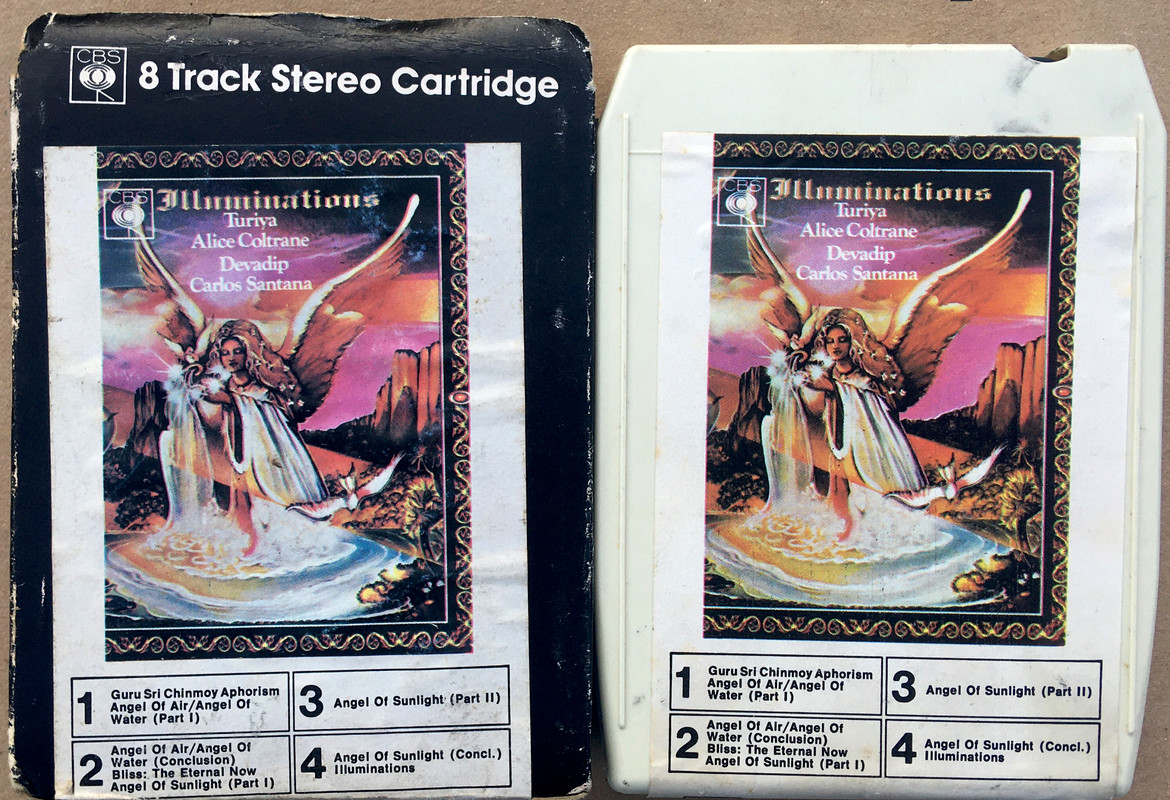 CBS
8 Track Stereo Cartridge
CBS
Illuminations
Turiya
Alice Coltrane
Devadip
Carlos Santana
1
Guru Sri Chinmoy Aphorism
Angel Of Air/Angel Of
Water (Part I)
3
Angel Of Sunlight (Part II)
2
Angel Of Air/Angel Of
Water (Conclusion)
Bliss: The Eternal Now
Angel Of Sunlight (Part I)
4
Angel Of Sunlight (Concl.)
Illuminations
CBS
Illuminations
Turiya
Alice Coltrane
Devadip
Carlos Santana
1
Guru Sri Chinmoy Aphorism
Angel Of Air/Angel Of
Water (Part I)
3
Angel Of Sunlight (Part II)
2
Angel Of Air/Angel Of
Water (Conclusion)
Bliss: The Eternal Now
Angel Of Sunlight (Part I)
4
Angel Of Sunlight (Concl.)
Illuminations